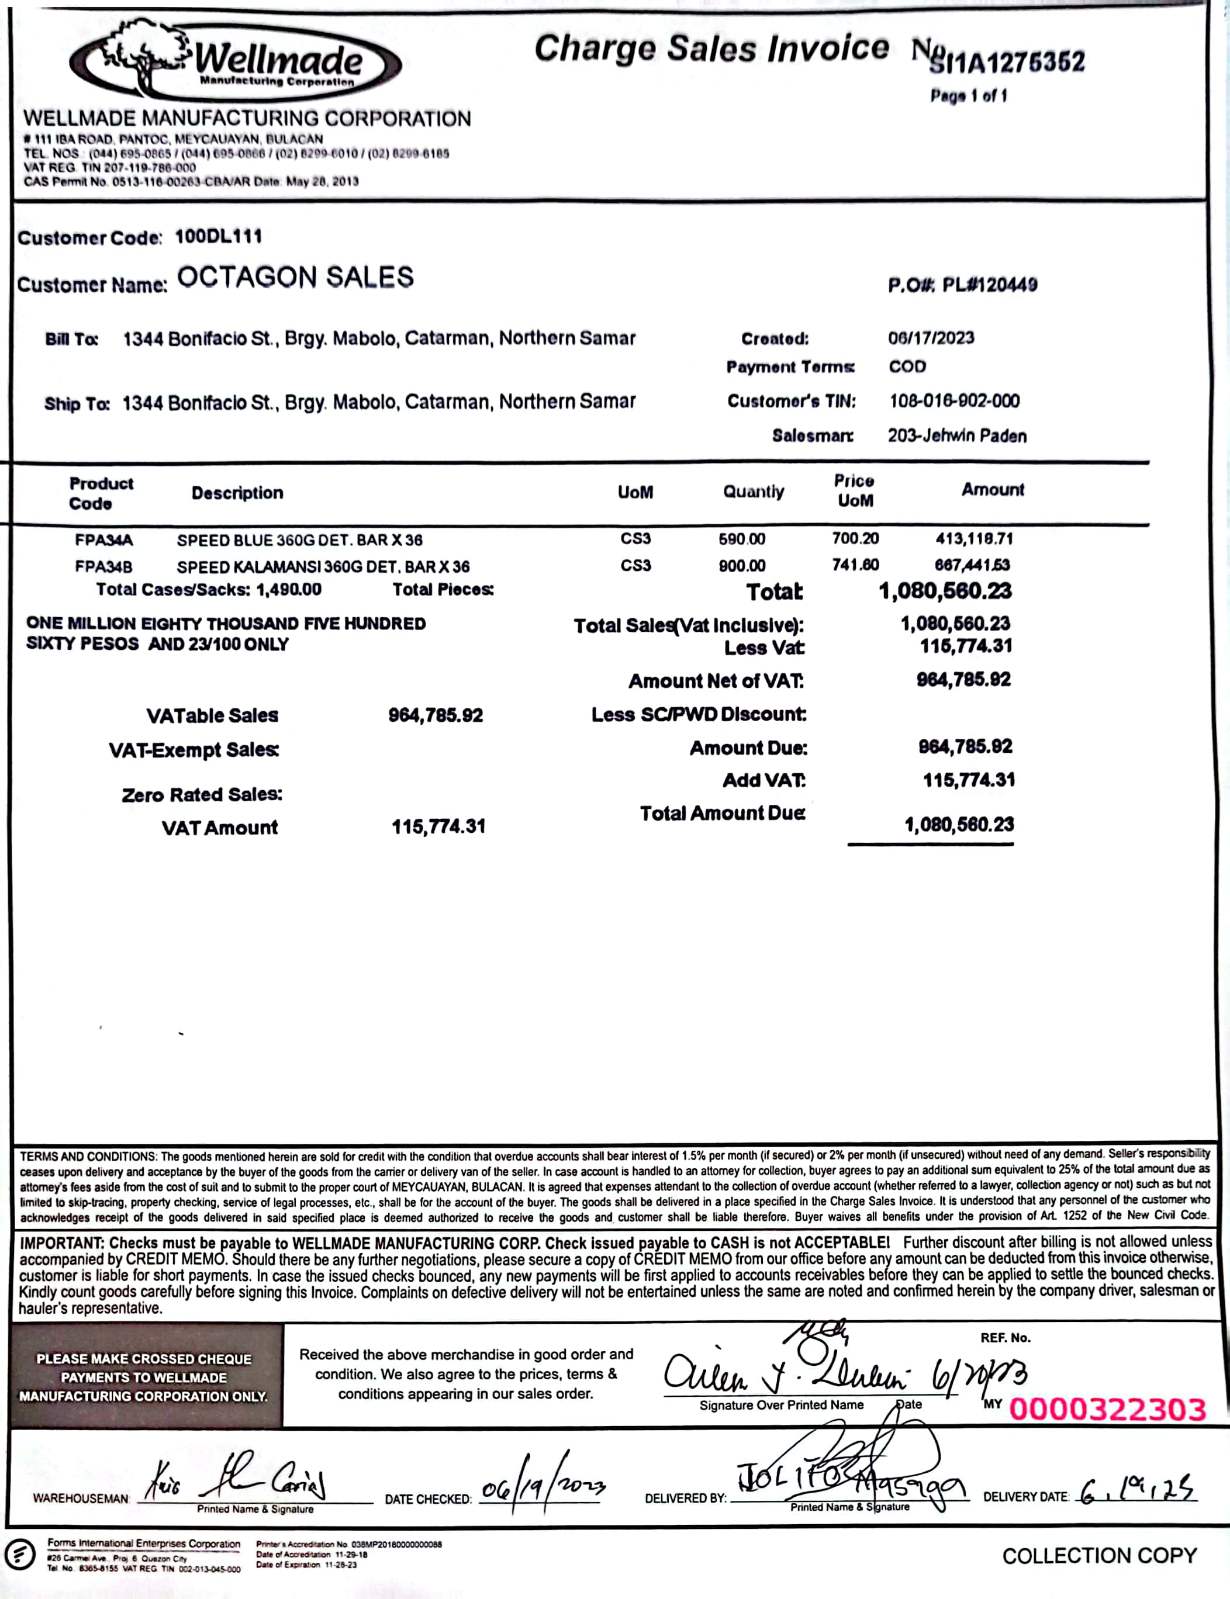 Wellmade
Manufacturing Corporation
Charge Sales Invoice No SI1A1275352
Page 1 of 1
WELLMADE MANUFACTURING CORPORATION
# 111 IBA ROAD, PANTOC, MEYCAUAYAN, BULACAN
TEL. NOS : (044) 695-0865 / (044) 695-0866 / (02) 8299-6010 / (02) 8299-6185
VAT REG. TIN 207-119-786-000
CAS Permit No. 0513-116-00263-CBA/AR Date: May 28, 2013
Customer Code: 100DL111
Customer Name: OCTAGON SALES
P.O#: PL#120449
Bill To: 1344 Bonifacio St., Brgy. Mabolo, Catarman, Northern Samar
Created: 06/17/2023
Payment Terms: COD
Ship To: 1344 Bonifacio St., Brgy. Mabolo, Catarman, Northern Samar
Customer's TIN: 108-016-902-000
Salesman: 203-Jehwin Paden
Product Code Description UoM Quantiy Price UoM Amount
FPA34A SPEED BLUE 360G DET. BAR X 36 CS3 590.00 700.20 413,118.71
FPA34B SPEED KALAMANSI 360G DET. BAR X 36 CS3 900.00 741.60 667,441.53
Total Cases/Sacks: 1,490.00 Total Pieces: Total: 1,080,560.23
ONE MILLION EIGHTY THOUSAND FIVE HUNDRED
SIXTY PESOS AND 23/100 ONLY
Total Sales(Vat Inclusive): 1,080,560.23
Less Vat: 115,774.31
Amount Net of VAT: 964,785.92
VATable Sales 964,785.92
Less SC/PWD Discount:
VAT-Exempt Sales:
Amount Due: 964,785.92
Zero Rated Sales:
Add VAT: 115,774.31
VAT Amount 115,774.31
Total Amount Due: 1,080,560.23
TERMS AND CONDITIONS: The goods mentioned herein are sold for credit with the condition that overdue accounts shall bear interest of 1.5% per month (if secured) or 2% per month (if unsecured) without need of any demand. Seller's responsibility
ceases upon delivery and acceptance by the buyer of the goods from the carrier or delivery van of the seller. In case account is handled to an attorney for collection, buyer agrees to pay an additional sum equivalent to 25% of the total amount due as
attorney's fees aside from the cost of suit and to submit to the proper court of MEYCAUAYAN, BULACAN. It is agreed that expenses attendant to the collection of overdue account (whether referred to a lawyer, collection agency or not) such as but not
limited to skip-tracing, property checking, service of legal processes, etc., shall be for the account of the buyer. The goods shall be delivered in a place specified in the Charge Sales Invoice. It is understood that any personnel of the customer who
acknowledges receipt of the goods delivered in said specified place is deemed authorized to receive the goods and customer shall be liable therefore. Buyer waives all benefits under the provision of Art. 1252 of the New Civil Code.
IMPORTANT: Checks must be payable to WELLMADE MANUFACTURING CORP. Check issued payable to CASH is not ACCEPTABLE! Further discount after billing is not allowed unless
accompanied by CREDIT MEMO. Should there be any further negotiations, please secure a copy of CREDIT MEMO from our office before any amount can be deducted from this invoice otherwise,
customer is liable for short payments. In case the issued checks bounced, any new payments will be first applied to accounts receivables before they can be applied to settle the bounced checks.
Kindly count goods carefully before signing this Invoice. Complaints on defective delivery will not be entertained unless the same are noted and confirmed herein by the company driver, salesman or
hauler's representative.
PLEASE MAKE CROSSED CHEQUE
PAYMENTS TO WELLMADE
MANUFACTURING CORPORATION ONLY.
Received the above merchandise in good order and
condition. We also agree to the prices, terms &
conditions appearing in our sales order.
6/20/23
Signature Over Printed Name Date
REF. No.
MY 0000322303
WAREHOUSEMAN: Kris
Printed Name & Signature
DATE CHECKED: 06/19/2023
DELIVERED BY: JOLITO Masaga
Printed Name & Signature
DELIVERY DATE: 6.19,23
Forms International Enterprises Corporation
#26 Carmel Ave. Proj. 6 Quezon City
Tel. No. 8365-8155 VAT REG. TIN 002-013-045-000
Printer's Accreditation No. 038MP20180000000088
Date of Accreditation 11-29-18
Date of Expiration 11-28-23
COLLECTION COPY